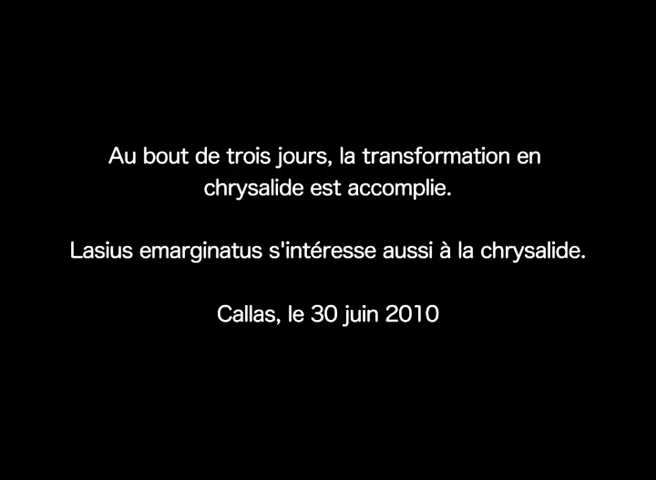 Au bout de trois jours, la transformation en
chrysalide est accomplie.
Lasius emarginatus s'intéresse aussi à la chrysalide.
Callas, le 30 juin 2010